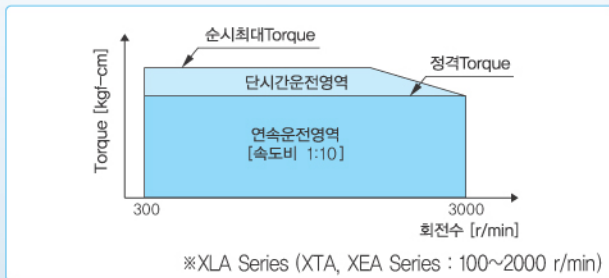 순시최대Torque
정격Torque
단시간운전영역
Torque [kgf-cm]
연속운전영역
[속도비 1:10]
300
3000
회전수 [r/min]
※XLA Series (XTA, XEA Series : 100~2000 r/min)